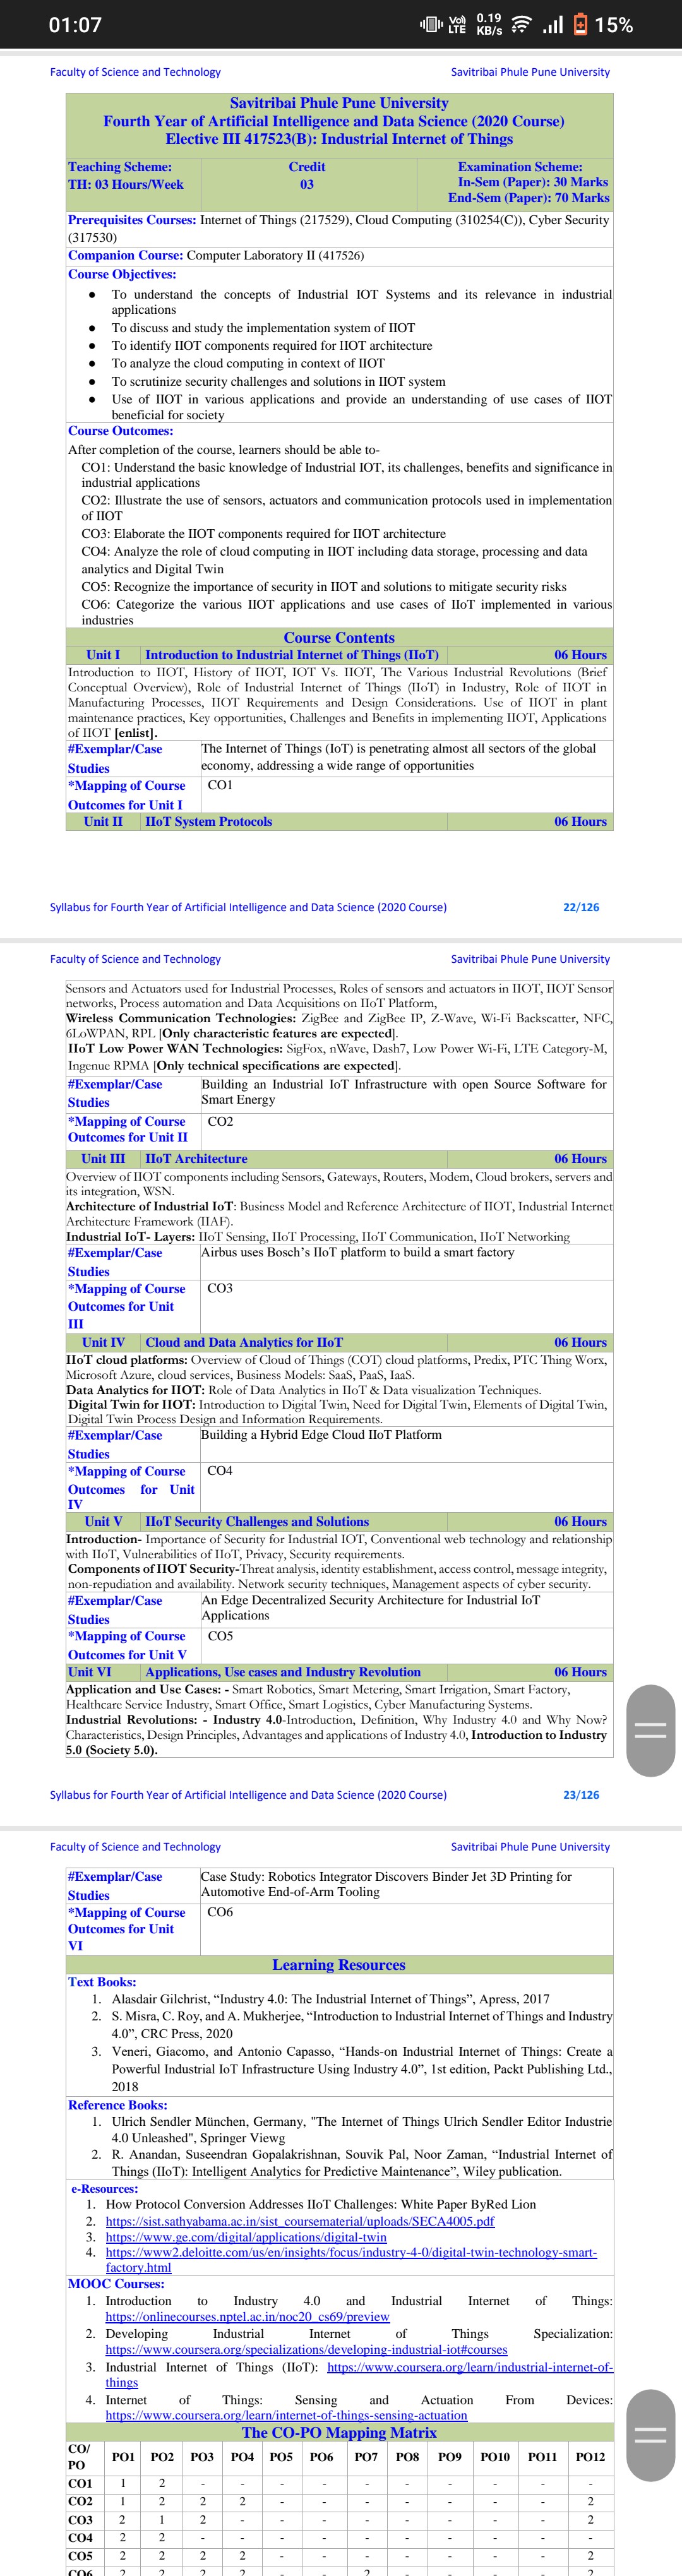 01:07
Vo) LTE 0.19 KB/s 15%
Faculty of Science and Technology Savitribai Phule Pune University
Savitribai Phule Pune University
Fourth Year of Artificial Intelligence and Data Science (2020 Course)
Elective III 417523(B): Industrial Internet of Things
Teaching Scheme: Credit Examination Scheme:
TH: 03 Hours/Week 03 In-Sem (Paper): 30 Marks
End-Sem (Paper): 70 Marks
Prerequisites Courses: Internet of Things (217529), Cloud Computing (310254(C)), Cyber Security
(317530)
Companion Course: Computer Laboratory II (417526)
Course Objectives:
● To understand the concepts of Industrial IOT Systems and its relevance in industrial
applications
● To discuss and study the implementation system of IIOT
● To identify IIOT components required for IIOT architecture
● To analyze the cloud computing in context of IIOT
● To scrutinize security challenges and solutions in IIOT system
● Use of IIOT in various applications and provide an understanding of use cases of IIOT
beneficial for society
Course Outcomes:
After completion of the course, learners should be able to-
CO1: Understand the basic knowledge of Industrial IOT, its challenges, benefits and significance in
industrial applications
CO2: Illustrate the use of sensors, actuators and communication protocols used in implementation
of IIOT
CO3: Elaborate the IIOT components required for IIOT architecture
CO4: Analyze the role of cloud computing in IIOT including data storage, processing and data
analytics and Digital Twin
CO5: Recognize the importance of security in IIOT and solutions to mitigate security risks
CO6: Categorize the various IIOT applications and use cases of IIoT implemented in various
industries
Course Contents
Unit I Introduction to Industrial Internet of Things (IIoT) 06 Hours
Introduction to IIOT, History of IIOT, IOT Vs. IIOT, The Various Industrial Revolutions (Brief
Conceptual Overview), Role of Industrial Internet of Things (IIoT) in Industry, Role of IIOT in
Manufacturing Processes, IIOT Requirements and Design Considerations. Use of IIOT in plant
maintenance practices, Key opportunities, Challenges and Benefits in implementing IIOT, Applications
of IIOT [enlist].
#Exemplar/Case The Internet of Things (IoT) is penetrating almost all sectors of the global
Studies economy, addressing a wide range of opportunities
*Mapping of Course CO1
Outcomes for Unit I
Unit II IIoT System Protocols 06 Hours
Syllabus for Fourth Year of Artificial Intelligence and Data Science (2020 Course) 22/126
Faculty of Science and Technology Savitribai Phule Pune University
Sensors and Actuators used for Industrial Processes, Roles of sensors and actuators in IIOT, IIOT Sensor
networks, Process automation and Data Acquisitions on IIoT Platform,
Wireless Communication Technologies: ZigBee and ZigBee IP, Z-Wave, Wi-Fi Backscatter, NFC,
6LoWPAN, RPL [Only characteristic features are expected].
IIoT Low Power WAN Technologies: SigFox, nWave, Dash7, Low Power Wi-Fi, LTE Category-M,
Ingenue RPMA [Only technical specifications are expected].
#Exemplar/Case Building an Industrial IoT Infrastructure with open Source Software for
Studies Smart Energy
*Mapping of Course CO2
Outcomes for Unit II
Unit III IIoT Architecture 06 Hours
Overview of IIOT components including Sensors, Gateways, Routers, Modem, Cloud brokers, servers and
its integration, WSN.
Architecture of Industrial IoT: Business Model and Reference Architecture of IIOT, Industrial Internet
Architecture Framework (IIAF).
Industrial IoT- Layers: IIoT Sensing, IIoT Processing, IIoT Communication, IIoT Networking
#Exemplar/Case Airbus uses Bosch’s IIoT platform to build a smart factory
Studies
*Mapping of Course CO3
Outcomes for Unit
III
Unit IV Cloud and Data Analytics for IIoT 06 Hours
IIoT cloud platforms: Overview of Cloud of Things (COT) cloud platforms, Predix, PTC Thing Worx,
Microsoft Azure, cloud services, Business Models: SaaS, PaaS, IaaS.
Data Analytics for IIOT: Role of Data Analytics in IIoT & Data visualization Techniques.
Digital Twin for IIOT: Introduction to Digital Twin, Need for Digital Twin, Elements of Digital Twin,
Digital Twin Process Design and Information Requirements.
#Exemplar/Case Building a Hybrid Edge Cloud IIoT Platform
Studies
*Mapping of Course CO4
Outcomes for Unit
IV
Unit V IIoT Security Challenges and Solutions 06 Hours
Introduction- Importance of Security for Industrial IOT, Conventional web technology and relationship
with IIoT, Vulnerabilities of IIoT, Privacy, Security requirements.
Components of IIOT Security-Threat analysis, identity establishment, access control, message integrity,
non-repudiation and availability. Network security techniques, Management aspects of cyber security.
#Exemplar/Case An Edge Decentralized Security Architecture for Industrial IoT
Studies Applications
*Mapping of Course CO5
Outcomes for Unit V
Unit VI Applications, Use cases and Industry Revolution 06 Hours
Application and Use Cases: - Smart Robotics, Smart Metering, Smart Irrigation, Smart Factory,
Healthcare Service Industry, Smart Office, Smart Logistics, Cyber Manufacturing Systems.
Industrial Revolutions: - Industry 4.0-Introduction, Definition, Why Industry 4.0 and Why Now?
Characteristics, Design Principles, Advantages and applications of Industry 4.0, Introduction to Industry
5.0 (Society 5.0).
Syllabus for Fourth Year of Artificial Intelligence and Data Science (2020 Course) 23/126
Faculty of Science and Technology Savitribai Phule Pune University
#Exemplar/Case Case Study: Robotics Integrator Discovers Binder Jet 3D Printing for
Studies Automotive End-of-Arm Tooling
*Mapping of Course CO6
Outcomes for Unit
VI
Learning Resources
Text Books:
1. Alasdair Gilchrist, “Industry 4.0: The Industrial Internet of Things”, Apress, 2017
2. S. Misra, C. Roy, and A. Mukherjee, “Introduction to Industrial Internet of Things and Industry
4.0”, CRC Press, 2020
3. Veneri, Giacomo, and Antonio Capasso, “Hands-on Industrial Internet of Things: Create a
Powerful Industrial IoT Infrastructure Using Industry 4.0”, 1st edition, Packt Publishing Ltd.,
2018
Reference Books:
1. Ulrich Sendler München, Germany, "The Internet of Things Ulrich Sendler Editor Industrie
4.0 Unleashed", Springer Viewg
2. R. Anandan, Suseendran Gopalakrishnan, Souvik Pal, Noor Zaman, “Industrial Internet of
Things (IIoT): Intelligent Analytics for Predictive Maintenance”, Wiley publication.
e-Resources:
1. How Protocol Conversion Addresses IIoT Challenges: White Paper ByRed Lion
2. https://sist.sathyabama.ac.in/sist_coursematerial/uploads/SECA4005.pdf
3. https://www.ge.com/digital/applications/digital-twin
4. https://www2.deloitte.com/us/en/insights/focus/industry-4-0/digital-twin-technology-smart-
factory.html
MOOC Courses:
1. Introduction to Industry 4.0 and Industrial Internet of Things:
https://onlinecourses.nptel.ac.in/noc20_cs69/preview
2. Developing Industrial Internet of Things Specialization:
https://www.coursera.org/specializations/developing-industrial-iot#courses
3. Industrial Internet of Things (IIoT): https://www.coursera.org/learn/industrial-internet-of-
things
4. Internet of Things: Sensing and Actuation From Devices:
https://www.coursera.org/learn/internet-of-things-sensing-actuation
The CO-PO Mapping Matrix
CO/ PO PO1 PO2 PO3 PO4 PO5 PO6 PO7 PO8 PO9 PO10 PO11 PO12
CO1 1 2 - - - - - - - - - -
CO2 1 2 2 2 - - - - - - - 2
CO3 2 1 2 - - - - - - - - 2
CO4 2 2 - - - - - - - - - -
CO5 2 2 2 2 - - - - - - - 2
CO6 2 2 2 2 - - 2 - - - - 2